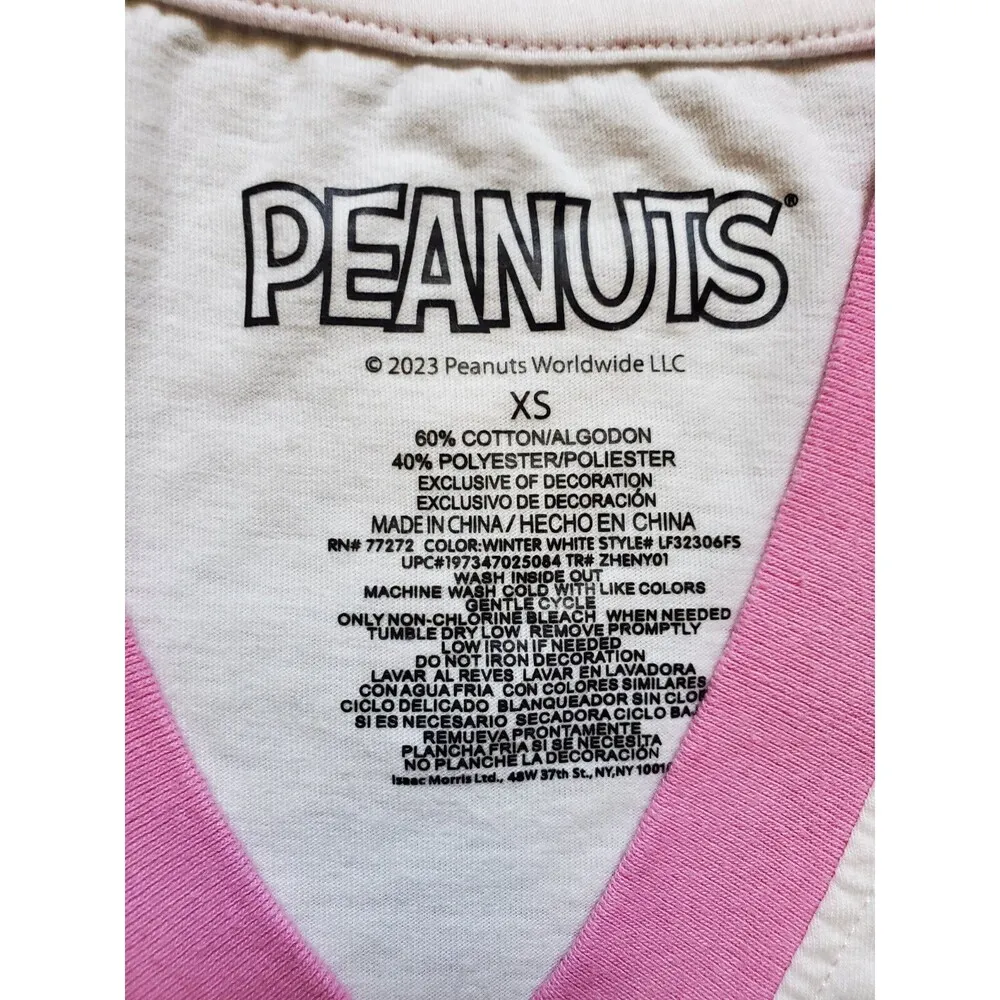 PEANUTS®
© 2023 Peanuts Worldwide LLC
XS
60% COTTON/ALGODON
40% POLYESTER/POLIESTER
EXCLUSIVE OF DECORATION
EXCLUSIVO DE DECORACIÓN
MADE IN CHINA / HECHO EN CHINA
RN# 77272 COLOR:WINTER WHITE STYLE# LF32306FS
UPC#197347025084 TR# ZHENY01
WASH INSIDE OUT
MACHINE WASH COLD WITH LIKE COLORS
GENTLE CYCLE
ONLY NON-CHLORINE BLEACH WHEN NEEDED
TUMBLE DRY LOW REMOVE PROMPTLY
LOW IRON IF NEEDED
DO NOT IRON DECORATION
LAVAR AL REVES LAVAR EN LAVADORA
CON AGUA FRIA CON COLORES SIMILARES
CICLO DELICADO BLANQUEADOR SIN CLOR
SI ES NECESARIO SECADORA CICLO BAJ
REMUEVA PRONTAMENTE
PLANCHA FRIA SI SE NECESITA
NO PLANCHE LA DECORACIÓN
Isaac Morris Ltd., 48W 37th St., NY,NY 10018